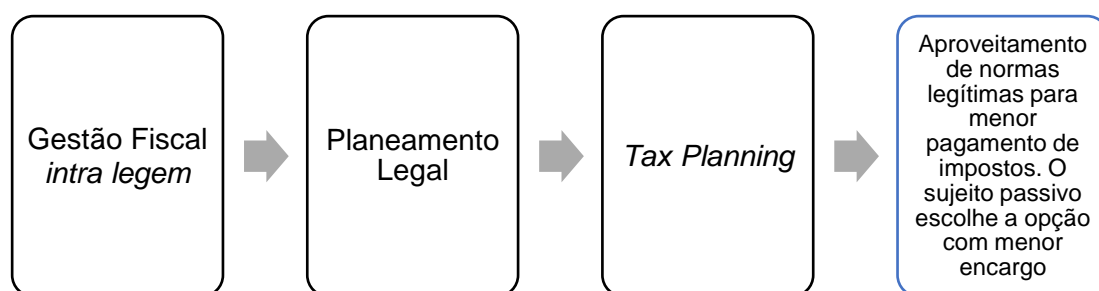 Gestão Fiscal
intra legem
Planeamento
Legal
Tax Planning
Aproveitamento
de normas
legítimas para
menor
pagamento de
impostos. O
sujeito passivo
escolhe a opção
com menor
encargo